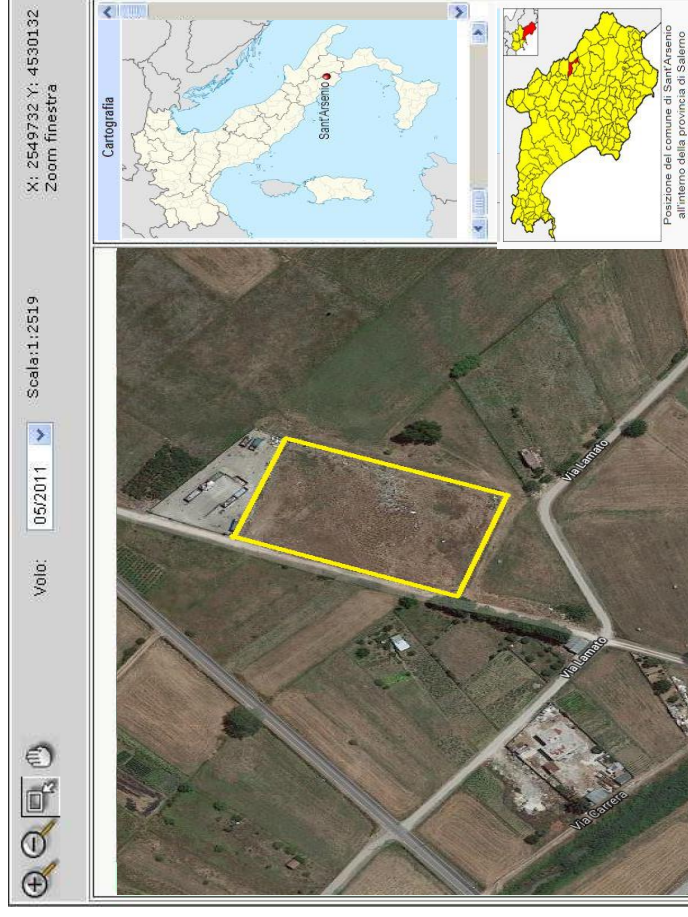 Volo:
05/2011
Scala:1:2519
X: 2549732 Y: 4530132
Zoom finestra
Cartografia
Sant'Arsenio
Posizione del comune di Sant'Arsenio
all'interno della provincia di Salerno
Via Lamato
Via Lamato
Via Carrera